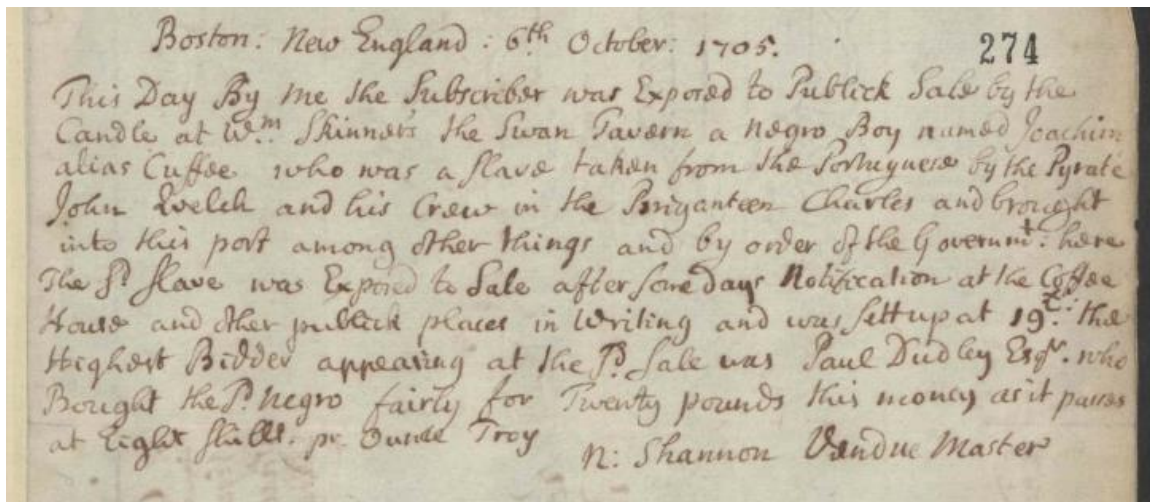 Boston: New England: 6th October: 1705.
274
This Day By me the Subscriber was Exposed to Publick Sale by the
Candle at Wm. Skinner's the Swan Tavern a negro Boy named Joachim
alias Cuffee who was a slave taken from the Portuguese by the Pyrate
John Quelch and his Crew in the Briganteen Charles and brought
into this port among other things and by order of the Governmt: here
The sd. slave was Exposed to Sale after some days Notification at the Coffee
House and other publick places in Writing and was sett up at 19£: the
Highest Bidder appearing at the sd. Sale was Paul Dudley Esqr. who
Bought the sd. negro fairly for Twenty pounds this money as it passes
at Eight shills. pr. Ounce Troy
N: Shannon Vendue Master